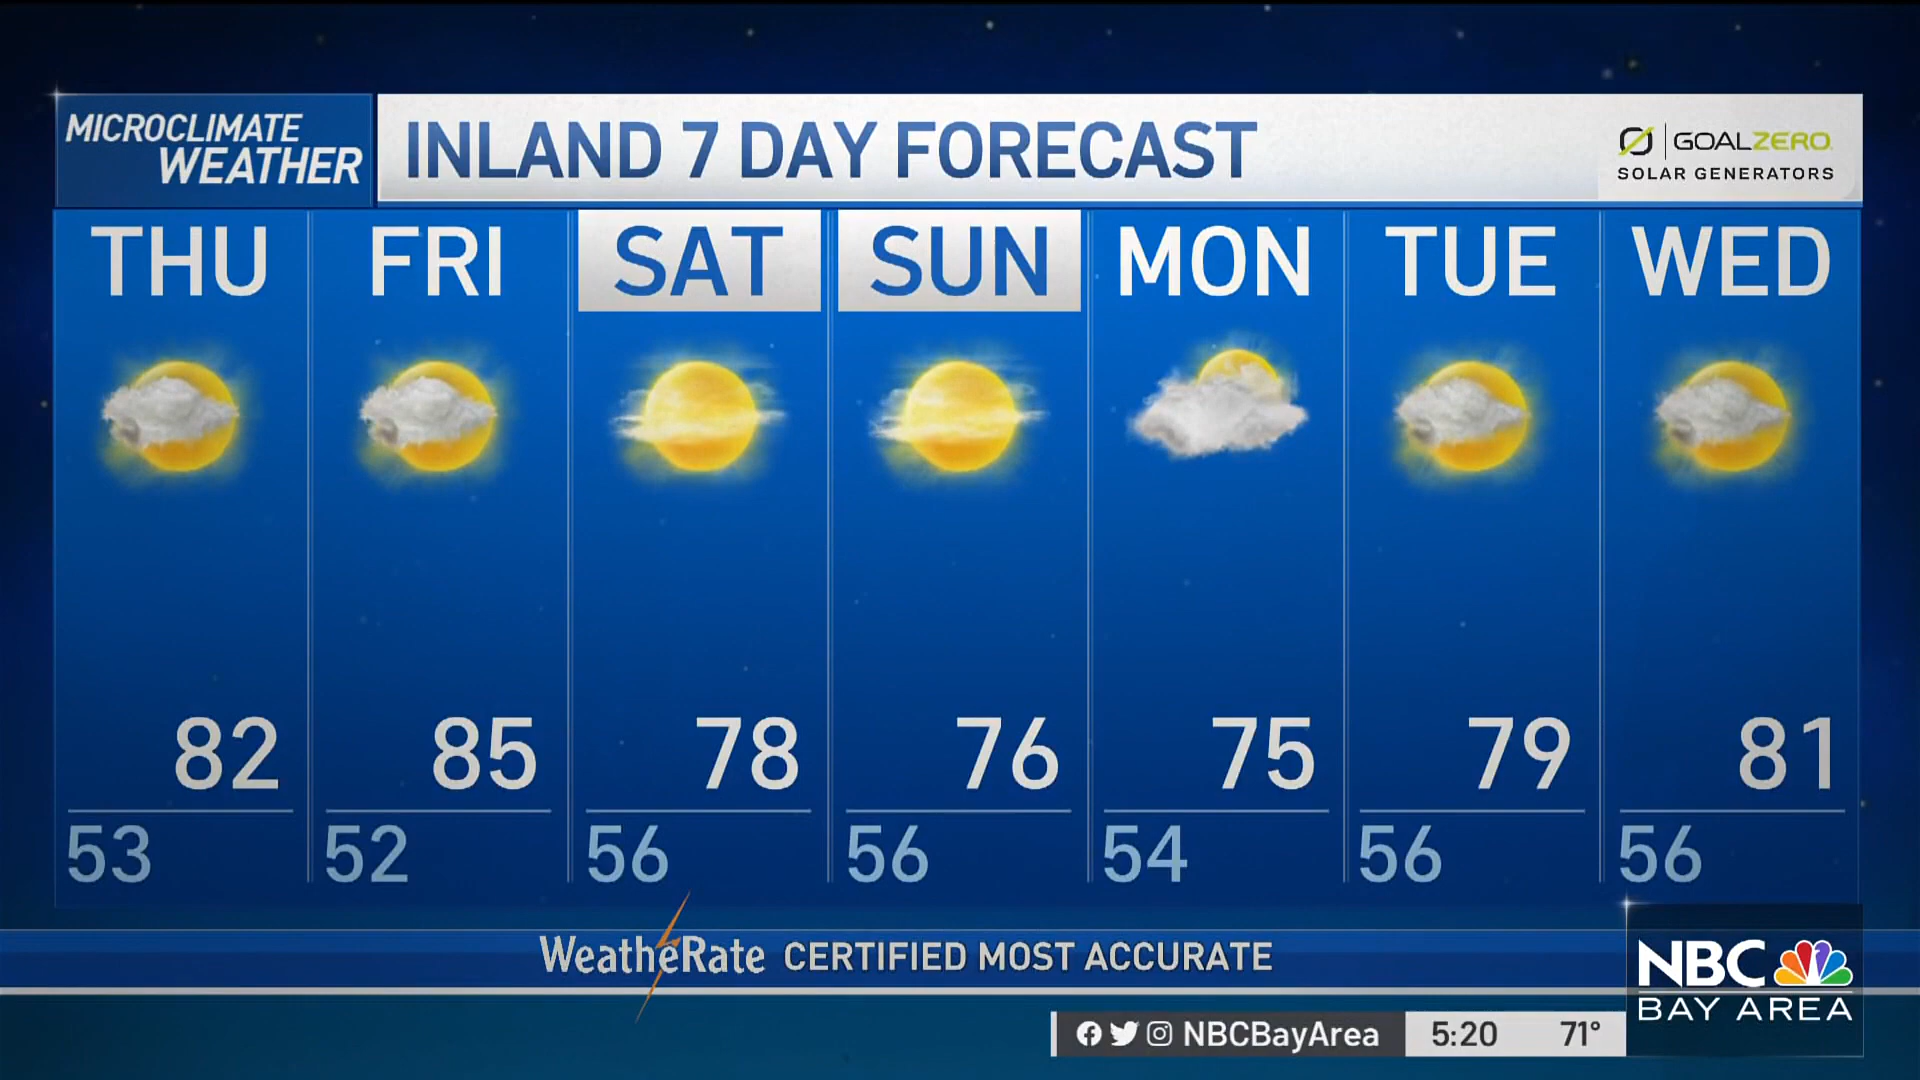 MICROCLIMATE
WEATHER
INLAND 7 DAY FORECAST
GOALZERO
SOLAR GENERATORS
THU FRI SAT SUN MON TUE WED
82 85 78 76 75 79 81
53 52 56 56 54 56 56
WeatheRate CERTIFIED MOST ACCURATE
NBC
BAY AREA
NBCBayArea 5:20 71°